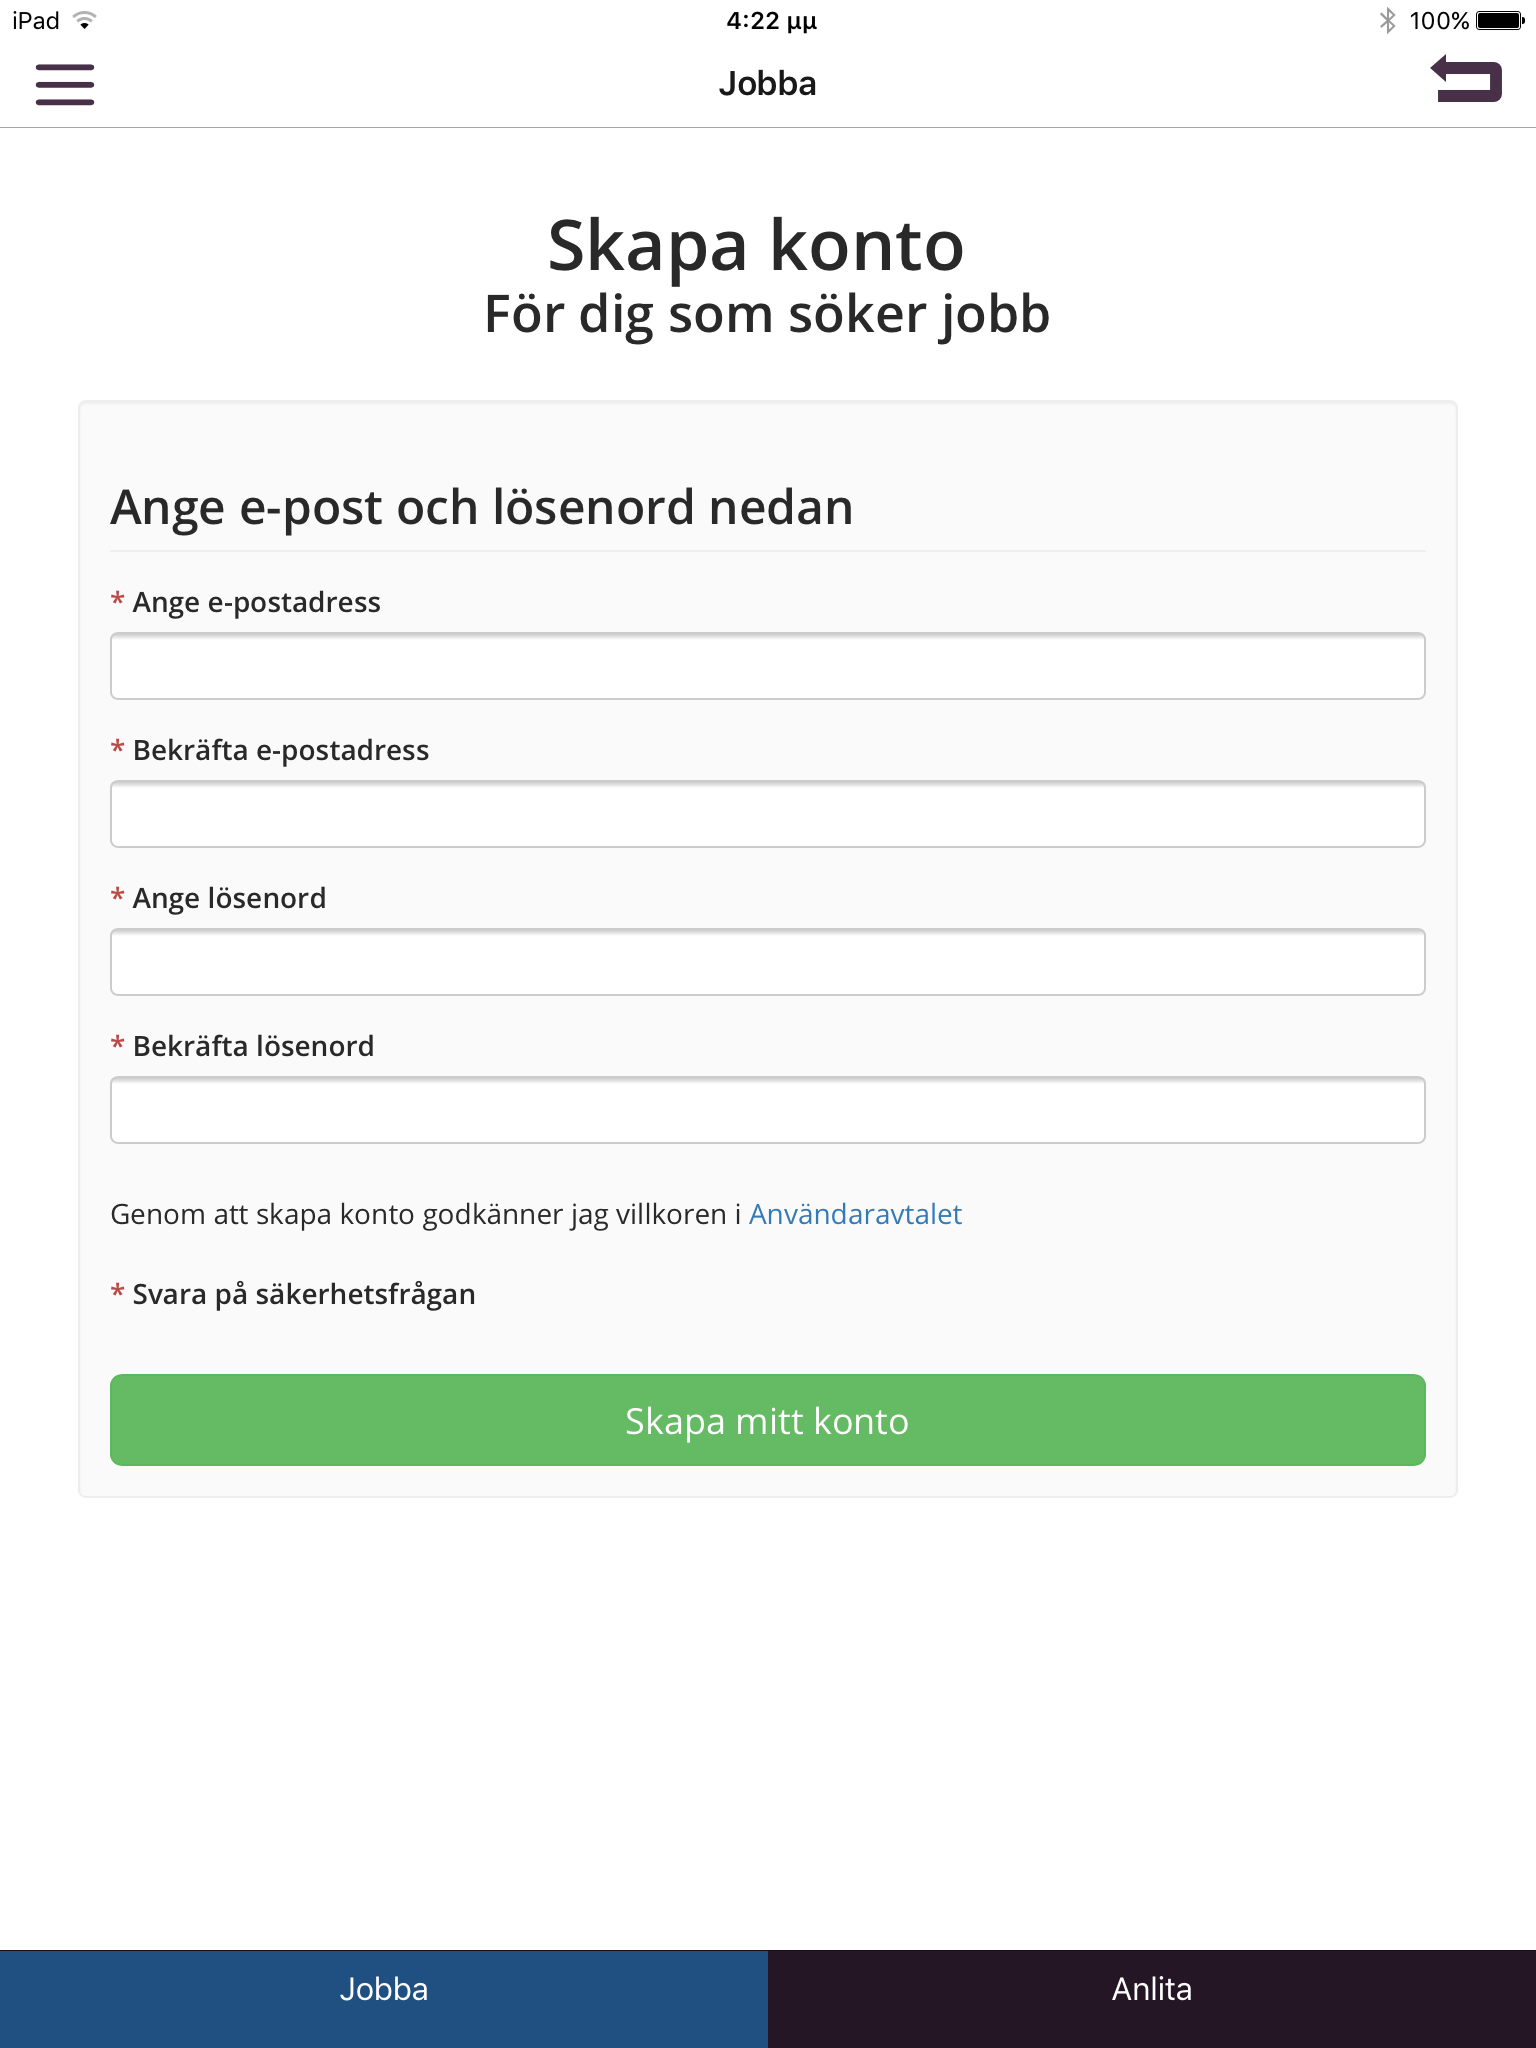 iPad 4:22 μμ 100%
Jobba
Skapa konto
För dig som söker jobb
Ange e-post och lösenord nedan
* Ange e-postadress
* Bekräfta e-postadress
* Ange lösenord
* Bekräfta lösenord
Genom att skapa konto godkänner jag villkoren i Användaravtalet
* Svara på säkerhetsfrågan
Skapa mitt konto
Jobba Anlita